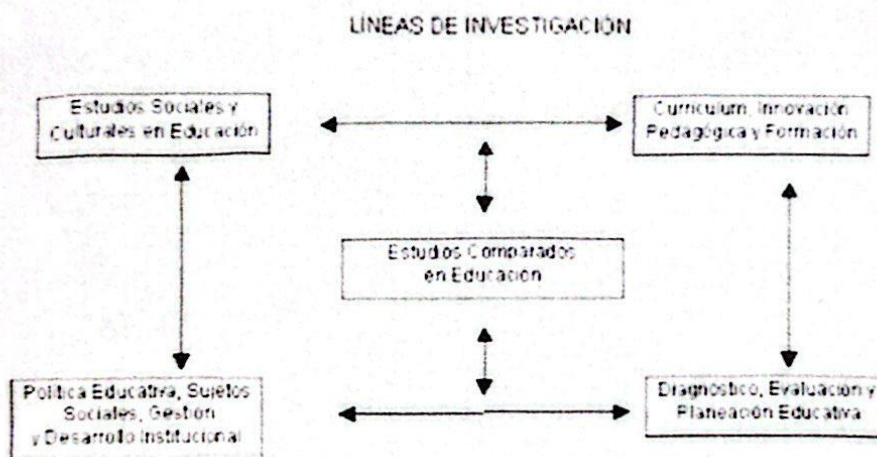 LÍNEAS DE INVESTIGACIÓN
Estudios Sociales y
Culturales en Educación
Curriculum, Innovación
Pedagógica y Formación
Estudios Comparados
en Educación
Política Educativa, Sujetos
Sociales, Gestión
y Desarrollo Institucional
Diagnóstico, Evaluación y
Planeación Educativa